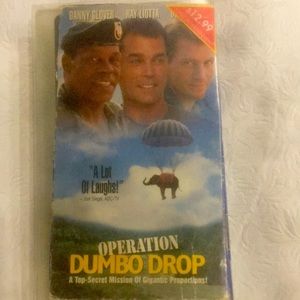 DANNY GLOVER RAY LIOTTA
$12.99
"A Lot
Of Laughs!"
OPERATION
DUMBO DROP
A Top-Secret Mission Of Gigantic Proportions!